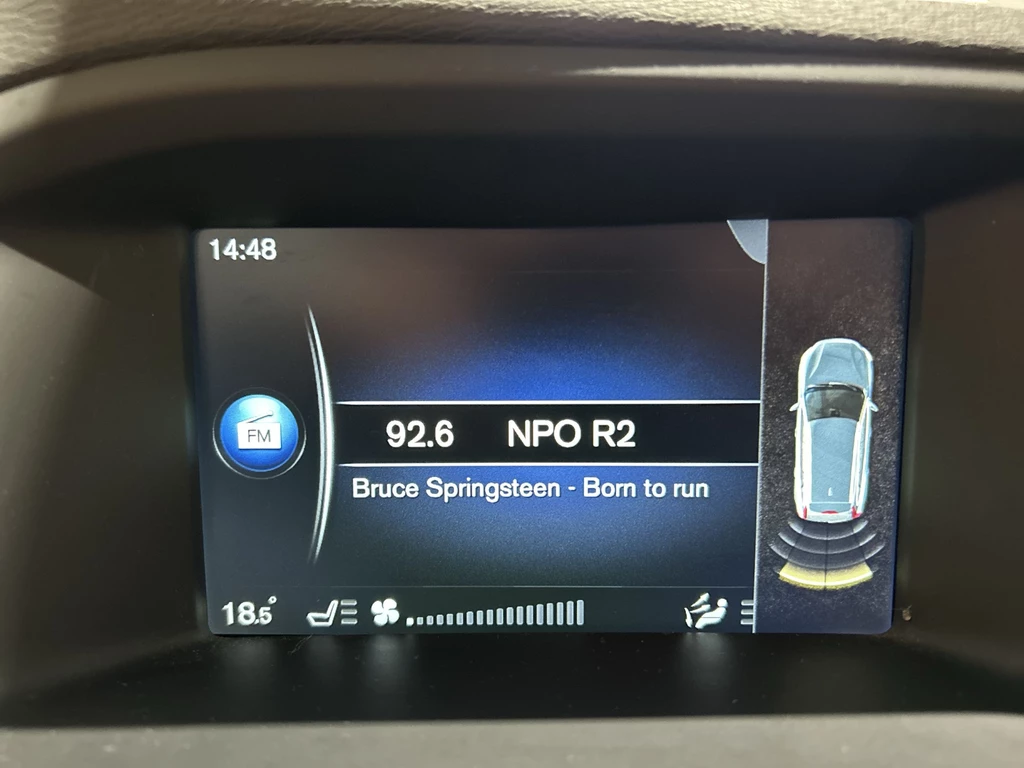 14:48
FM
92.6 NPO R2
Bruce Springsteen - Born to run
18.5°